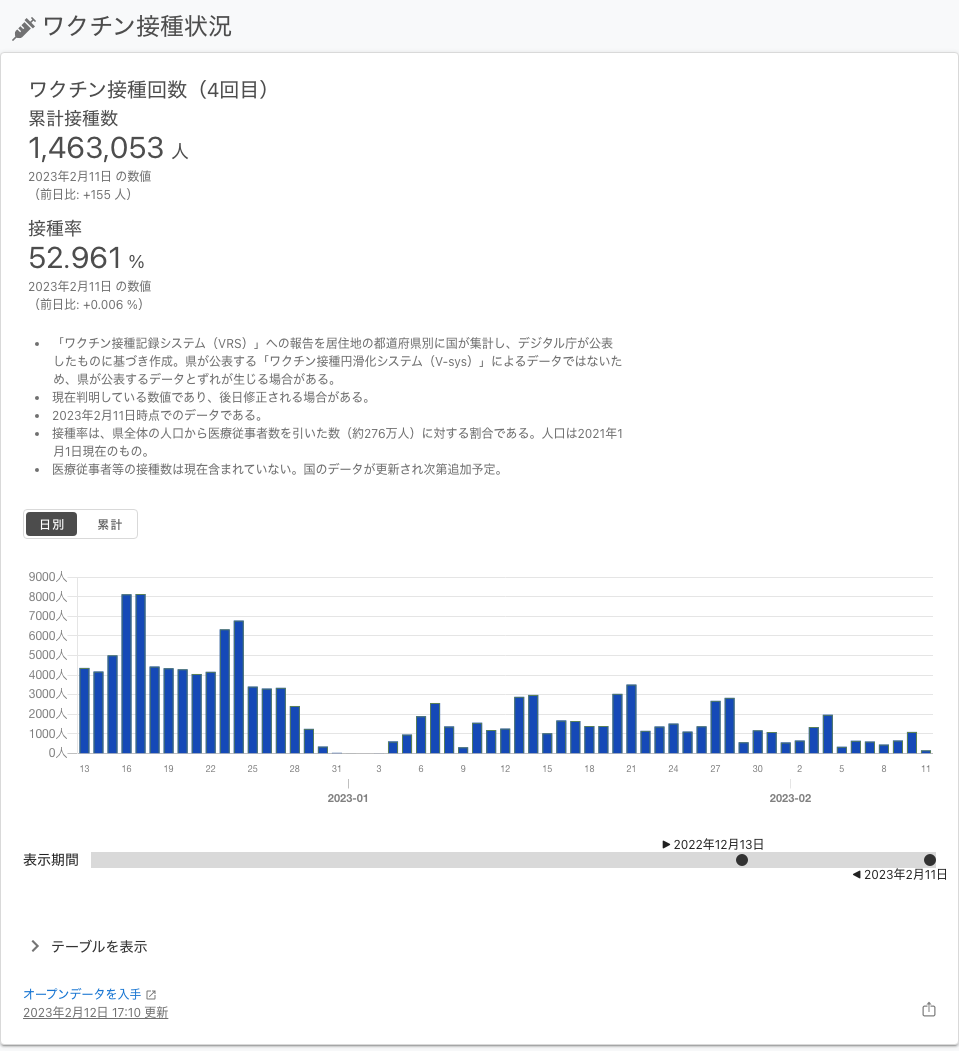 ワクチン接種状況
ワクチン接種回数（4回目）
累計接種数
1,463,053 人
2023年2月11日 の数値
（前日比: +155 人）
接種率
52.961 %
2023年2月11日 の数値
（前日比: +0.006 %）
• 「ワクチン接種記録システム（VRS）」への報告を居住地の都道府県別に国が集計し、デジタル庁が公表
したものに基づき作成。県が公表する「ワクチン接種円滑化システム（V-sys）」によるデータではないた
め、県が公表するデータとずれが生じる場合がある。
• 現在判明している数値であり、後日修正される場合がある。
• 2023年2月11日時点でのデータである。
• 接種率は、県全体の人口から医療従事者数を引いた数（約276万人）に対する割合である。人口は2021年1
月1日現在のもの。
• 医療従事者等の接種数は現在含まれていない。国のデータが更新され次第追加予定。
日別 累計
9000人
8000人
7000人
6000人
5000人
4000人
3000人
2000人
1000人
0人
13 16 19 22 25 28 31 3 6 9 12 15 18 21 24 27 30 2 5 8 11
2023-01 2023-02
▶ 2022年12月13日
表示期間
◀ 2023年2月11日
テーブルを表示
オープンデータを入手
2023年2月12日 17:10 更新